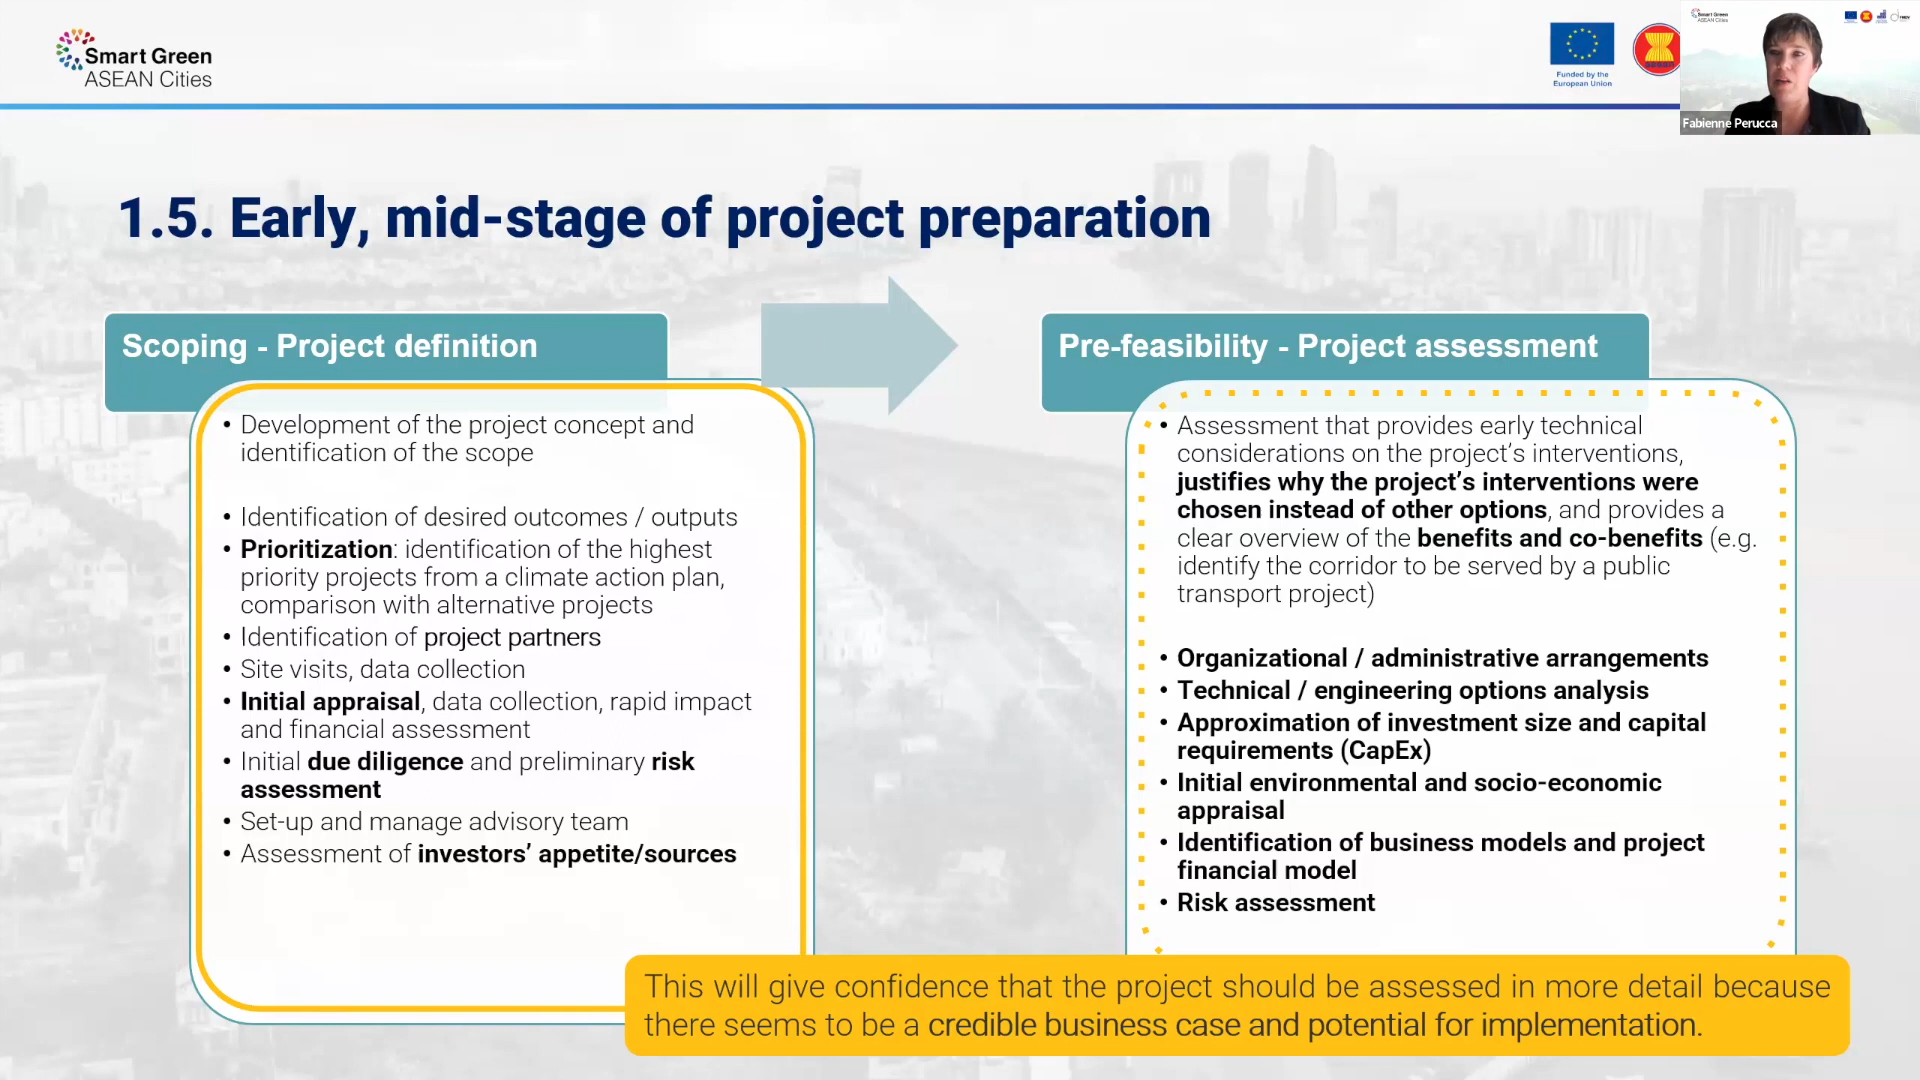 Smart Green
ASEAN Cities
Funded by the
European Union
Smart Green
ASEAN Cities
Fabienne Perucca
1.5. Early, mid-stage of project preparation
Scoping - Project definition
• Development of the project concept and
identification of the scope
• Identification of desired outcomes / outputs
• Prioritization: identification of the highest
priority projects from a climate action plan,
comparison with alternative projects
• Identification of project partners
• Site visits, data collection
• Initial appraisal, data collection, rapid impact
and financial assessment
• Initial due diligence and preliminary risk
assessment
• Set-up and manage advisory team
• Assessment of investors’ appetite/sources
Pre-feasibility - Project assessment
• Assessment that provides early technical
considerations on the project’s interventions,
justifies why the project’s interventions were
chosen instead of other options, and provides a
clear overview of the benefits and co-benefits (e.g.
identify the corridor to be served by a public
transport project)
• Organizational / administrative arrangements
• Technical / engineering options analysis
• Approximation of investment size and capital
requirements (CapEx)
• Initial environmental and socio-economic
appraisal
• Identification of business models and project
financial model
• Risk assessment
This will give confidence that the project should be assessed in more detail because
there seems to be a credible business case and potential for implementation.